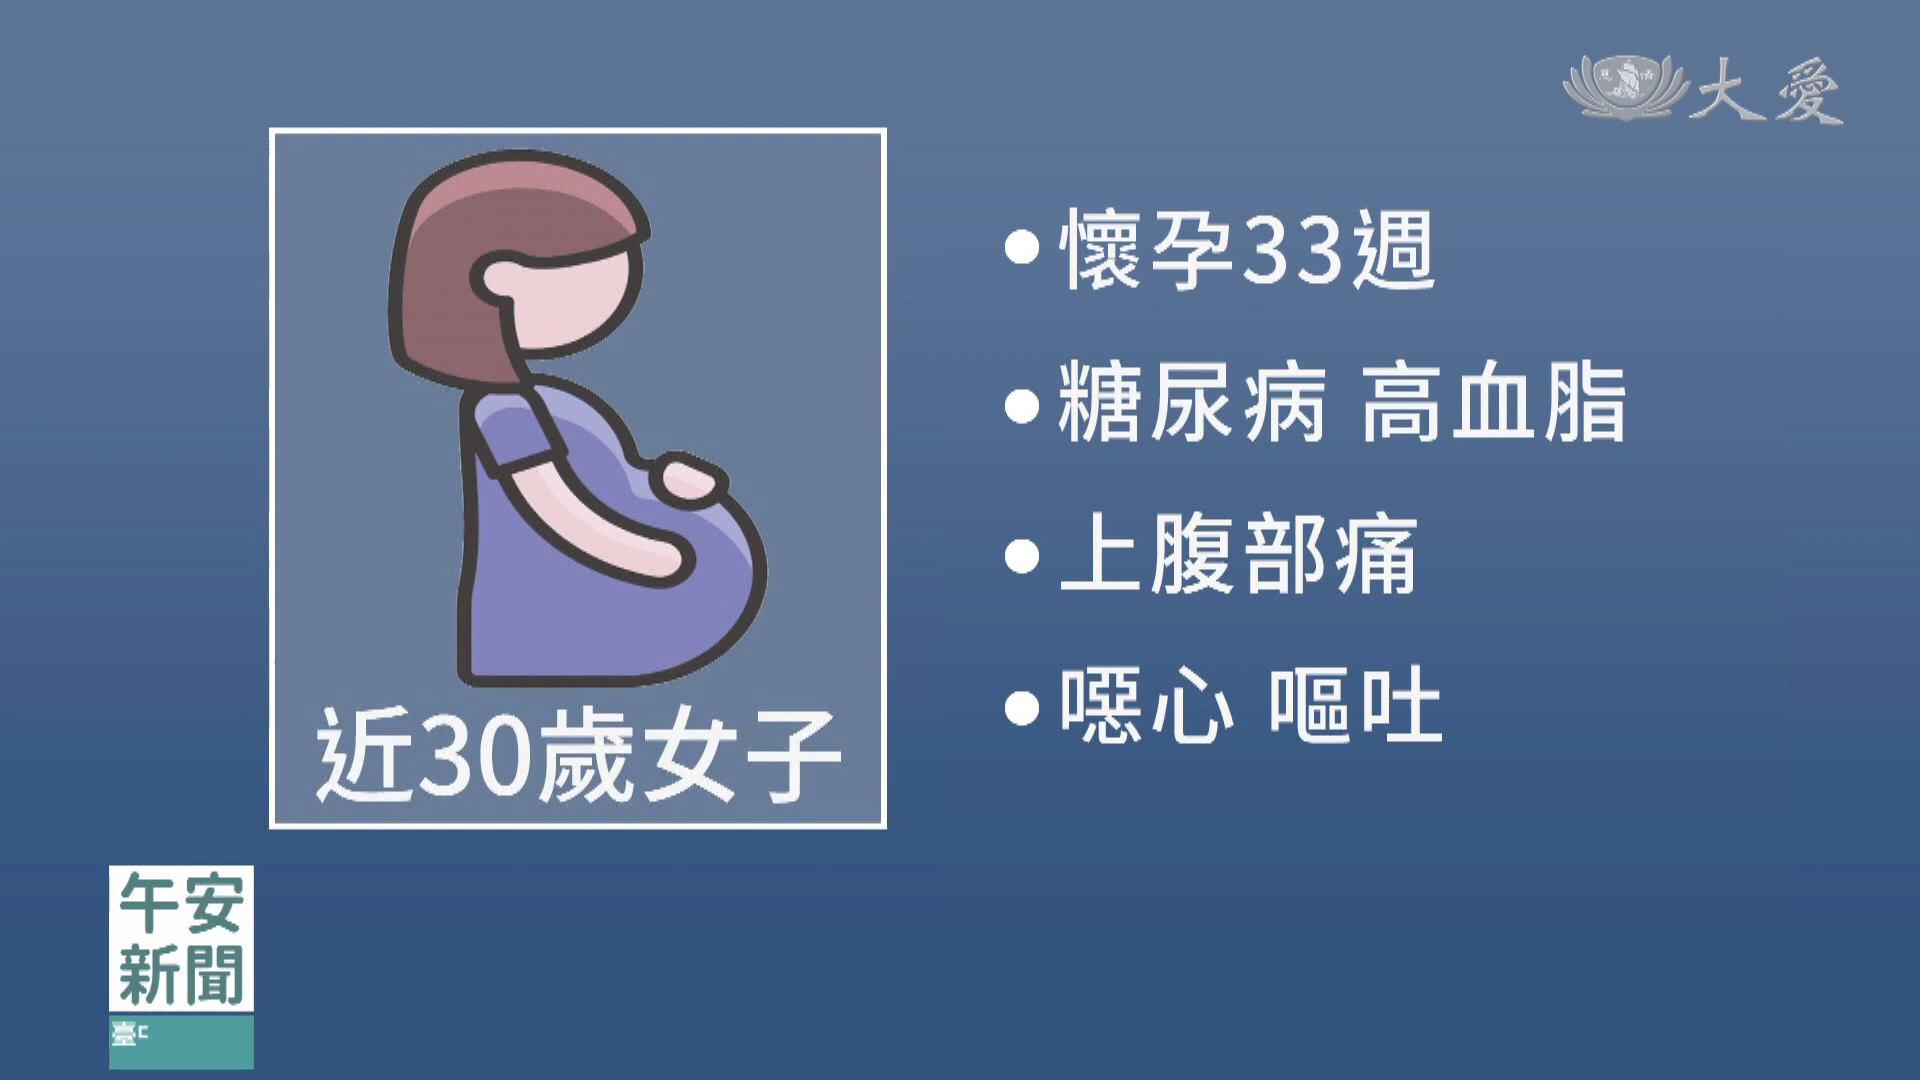 大愛
懷孕33週
糖尿病 高血脂
上腹部痛
噁心 嘔吐
近30歲女子
午安
新聞
臺